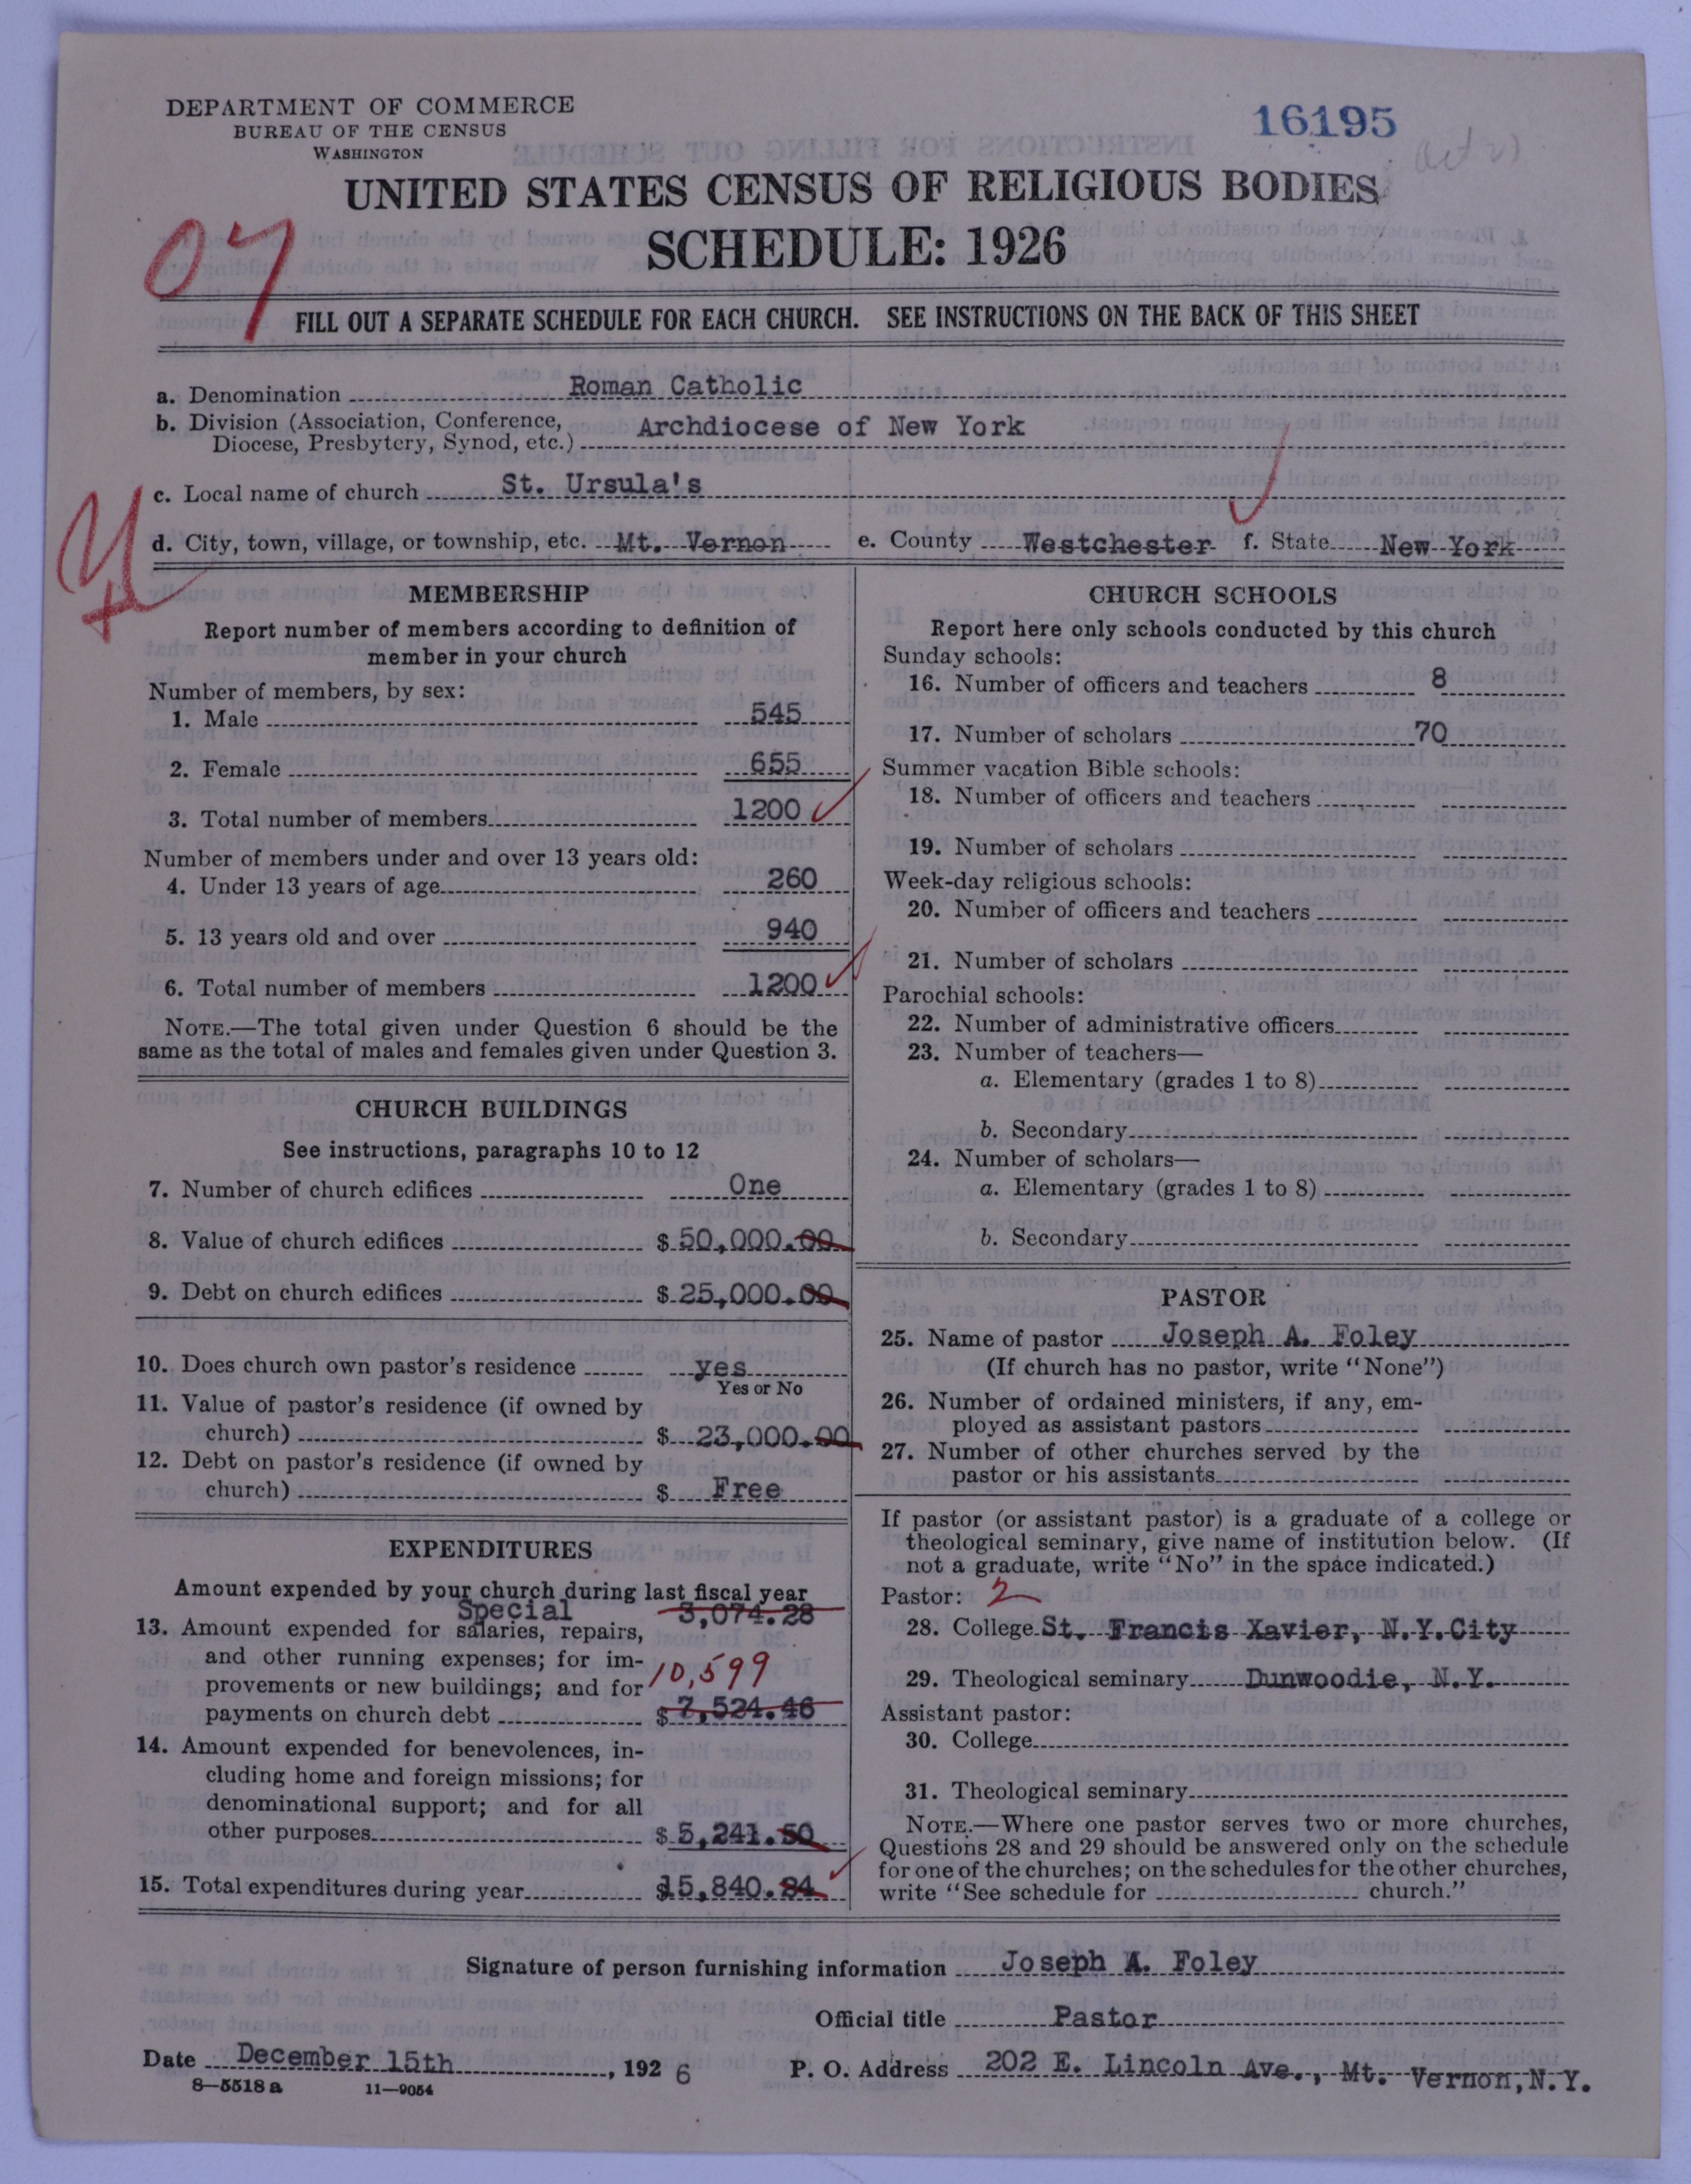 DEPARTMENT OF COMMERCE
BUREAU OF THE CENSUS
WASHINGTON
16195
UNITED STATES CENSUS OF RELIGIOUS BODIES
SCHEDULE: 1926
07
FILL OUT A SEPARATE SCHEDULE FOR EACH CHURCH. SEE INSTRUCTIONS ON THE BACK OF THIS SHEET
a. Denomination Roman Catholic
b. Division (Association, Conference,
Diocese, Presbytery, Synod, etc.) Archdiocese of New York
c. Local name of church St. Ursula's
d. City, town, village, or township, etc. Mt. Vernon e. County Westchester f. State New York
MEMBERSHIP
Report number of members according to definition of
member in your church
Number of members, by sex:
1. Male 545
2. Female 655
3. Total number of members 1200
Number of members under and over 13 years old:
4. Under 13 years of age 260
5. 13 years old and over 940
6. Total number of members 1200
NOTE.—The total given under Question 6 should be the
same as the total of males and females given under Question 3.
CHURCH BUILDINGS
See instructions, paragraphs 10 to 12
7. Number of church edifices One
8. Value of church edifices $ 50,000.00
9. Debt on church edifices $ 25,000.00
10. Does church own pastor's residence yes
Yes or No
11. Value of pastor's residence (if owned by
church) $ 23,000.00
12. Debt on pastor's residence (if owned by
church) $ Free
EXPENDITURES
Amount expended by your church during last fiscal year
Special 3,074.28
13. Amount expended for salaries, repairs,
and other running expenses; for im-
10,599
provements or new buildings; and for
payments on church debt $ 7,524.46
14. Amount expended for benevolences, in-
cluding home and foreign missions; for
denominational support; and for all
other purposes $ 5,241.50
15. Total expenditures during year $15,840.24
CHURCH SCHOOLS
Report here only schools conducted by this church
Sunday schools:
16. Number of officers and teachers 8
17. Number of scholars 70
Summer vacation Bible schools:
18. Number of officers and teachers
19. Number of scholars
Week-day religious schools:
20. Number of officers and teachers
21. Number of scholars
Parochial schools:
22. Number of administrative officers
23. Number of teachers—
a. Elementary (grades 1 to 8)
b. Secondary
24. Number of scholars—
a. Elementary (grades 1 to 8)
b. Secondary
PASTOR
25. Name of pastor Joseph A. Foley
(If church has no pastor, write "None")
26. Number of ordained ministers, if any, em-
ployed as assistant pastors
27. Number of other churches served by the
pastor or his assistants
If pastor (or assistant pastor) is a graduate of a college or
theological seminary, give name of institution below. (If
not a graduate, write "No" in the space indicated.)
Pastor: 2
28. College St. Francis Xavier, N.Y.City
29. Theological seminary Dunwoodie, N.Y.
Assistant pastor:
30. College
31. Theological seminary
NOTE.—Where one pastor serves two or more churches,
Questions 28 and 29 should be answered only on the schedule
for one of the churches; on the schedules for the other churches,
write "See schedule for church."
Signature of person furnishing information Joseph A. Foley
Official title Pastor
Date December 15th, 1926 P. O. Address 202 E. Lincoln Ave., Mt. Vernon, N.Y.
8—5518 a 11—9054